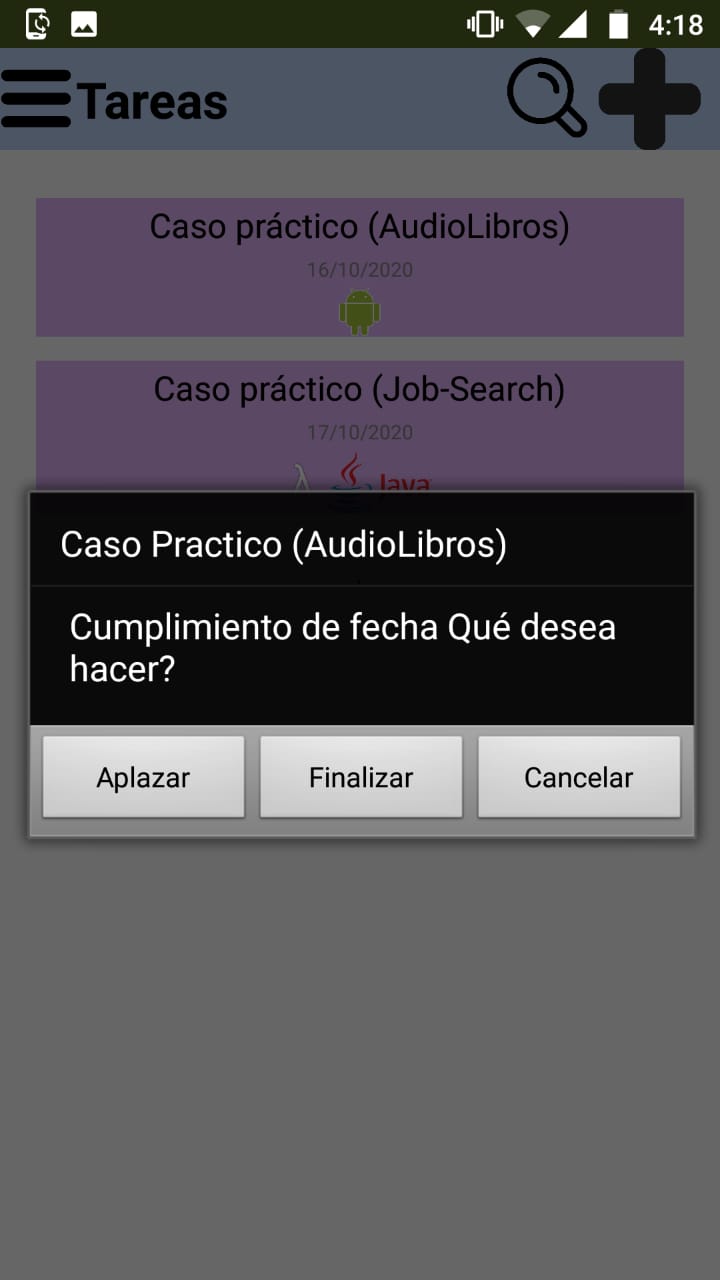 4:18
Tareas
Caso práctico (AudioLibros)
16/10/2020
Caso práctico (Job-Search)
17/10/2020
λ Java
Caso Practico (AudioLibros)
Cumplimiento de fecha Qué desea
hacer?
Aplazar Finalizar Cancelar